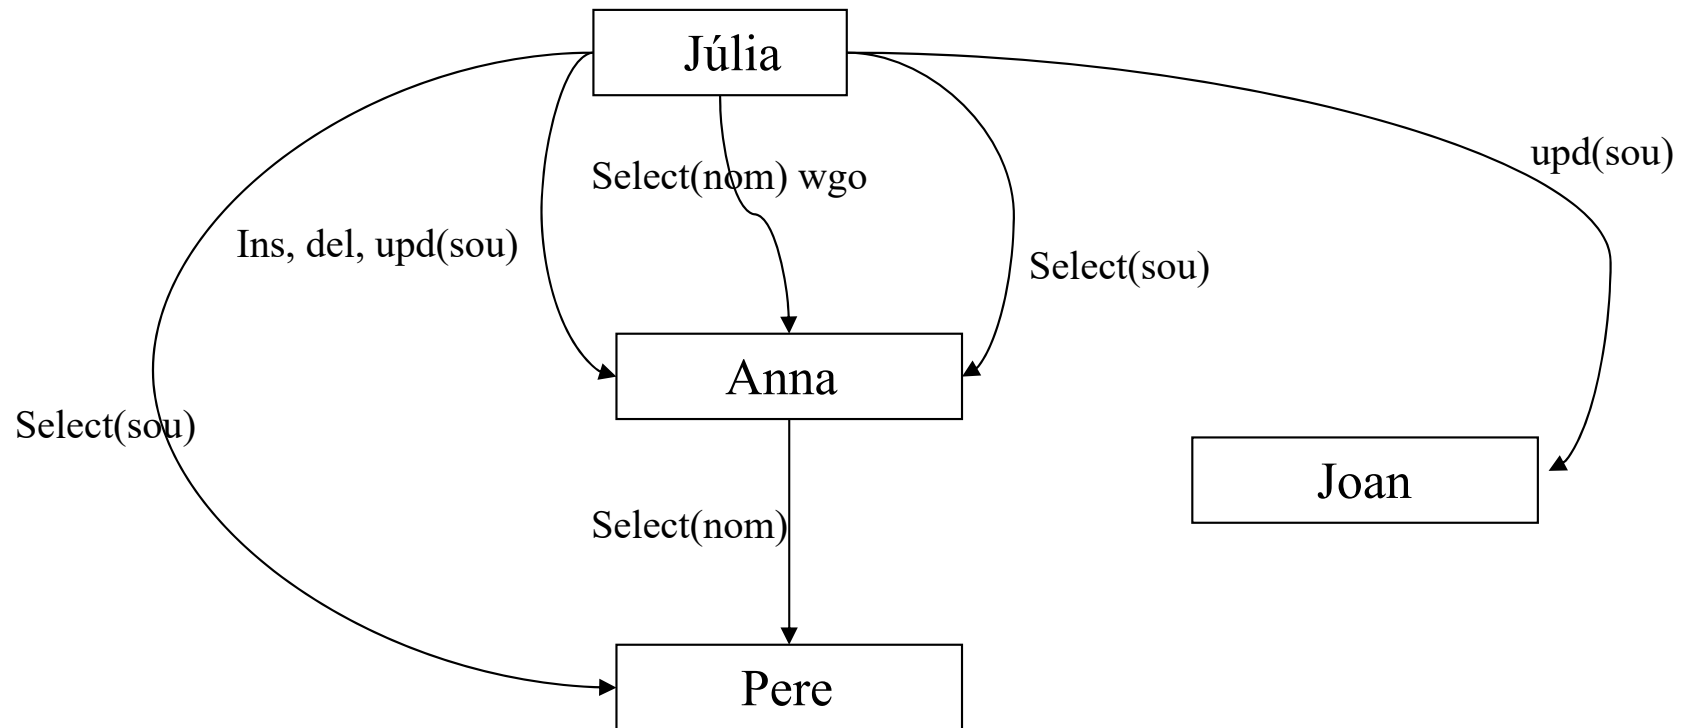 Júlia
upd(sou)
Select(nom) wgo
Ins, del, upd(sou)
Select(sou)
Anna
Select(sou)
Joan
Select(nom)
Pere